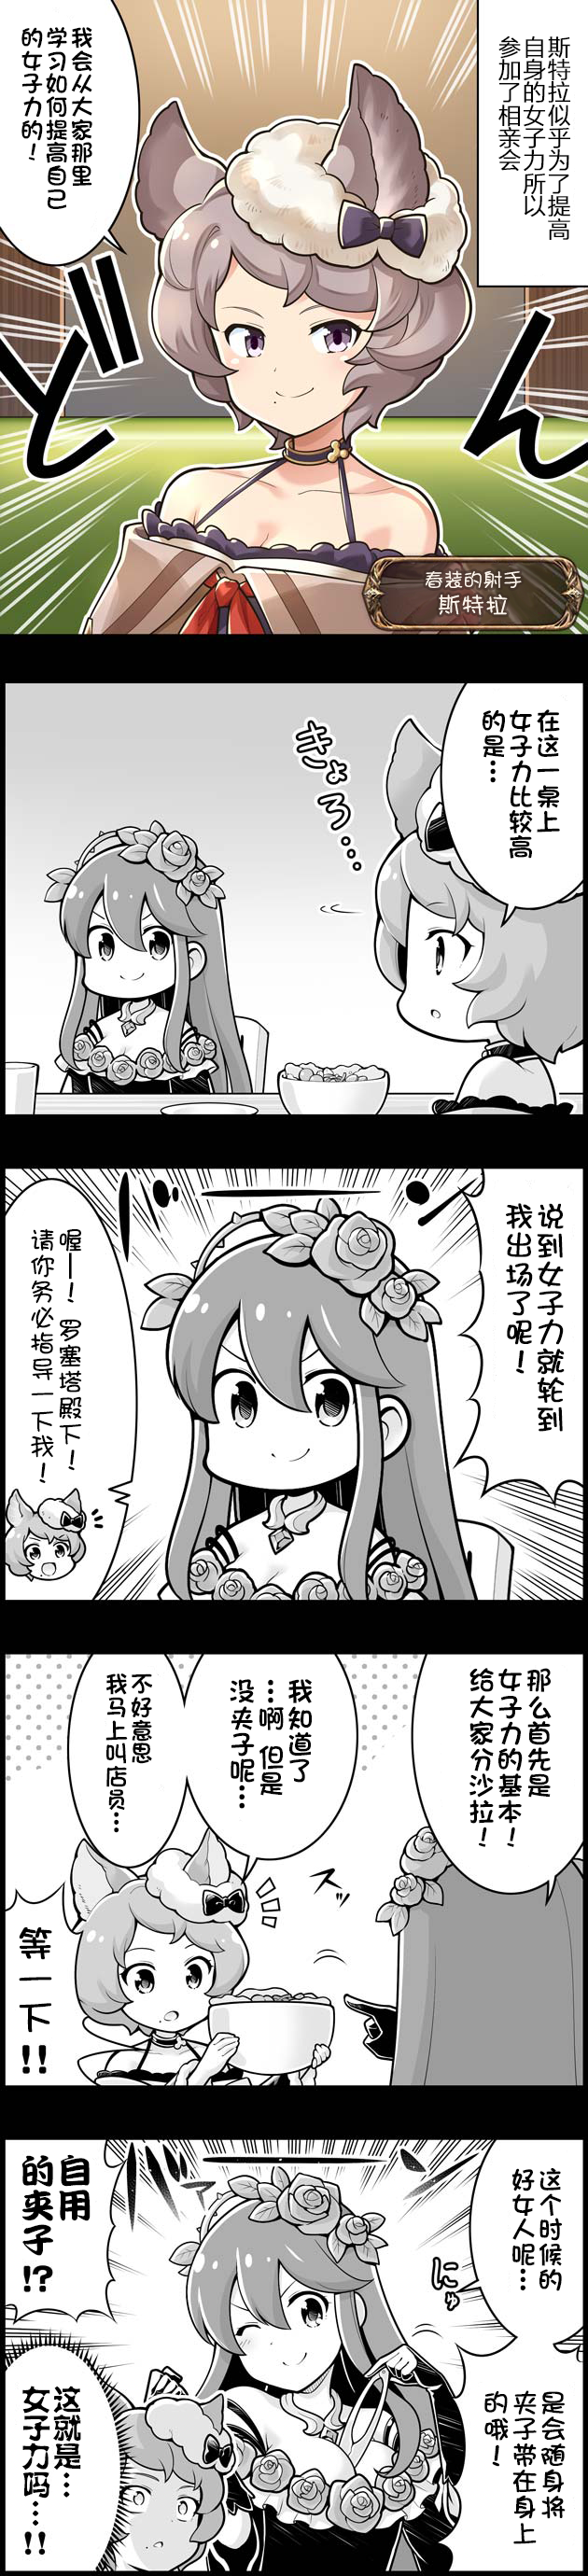 斯特拉似乎为了提高
自身的女子力所以
参加了相亲会
我会从大家那里
学习如何提高自己
的女子力的！
どん
春装的射手
斯特拉
在这一桌上
女子力比较高
的是…
きょろ…
说到女子力就轮到
我出场了呢！
喔—！罗塞塔殿下！
请你务必指导一下我！
那么首先是
女子力的基本！
给大家分沙拉！
我知道了
…啊 但是
没夹子呢…
不好意思
我马上叫店员…
ズッ
等一下!!
这个时候的
好女人呢…
にゅ
是会随身将
夹子带在身上
的哦！
自用
的夹子
!?
这就是…
女子力吗…!!